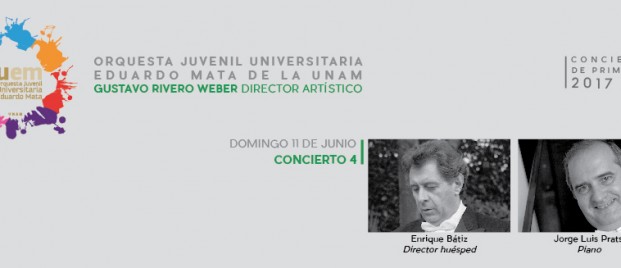 uem
Orquesta Juvenil
Universitaria
Eduardo Mata
UNAM
ORQUESTA JUVENIL UNIVERSITARIA
EDUARDO MATA DE LA UNAM
GUSTAVO RIVERO WEBER DIRECTOR ARTÍSTICO
CONCIE
DE PRIM
2017
DOMINGO 11 DE JUNIO
CONCIERTO 4
Enrique Bátiz
Director huésped
Jorge Luis Prats
Piano